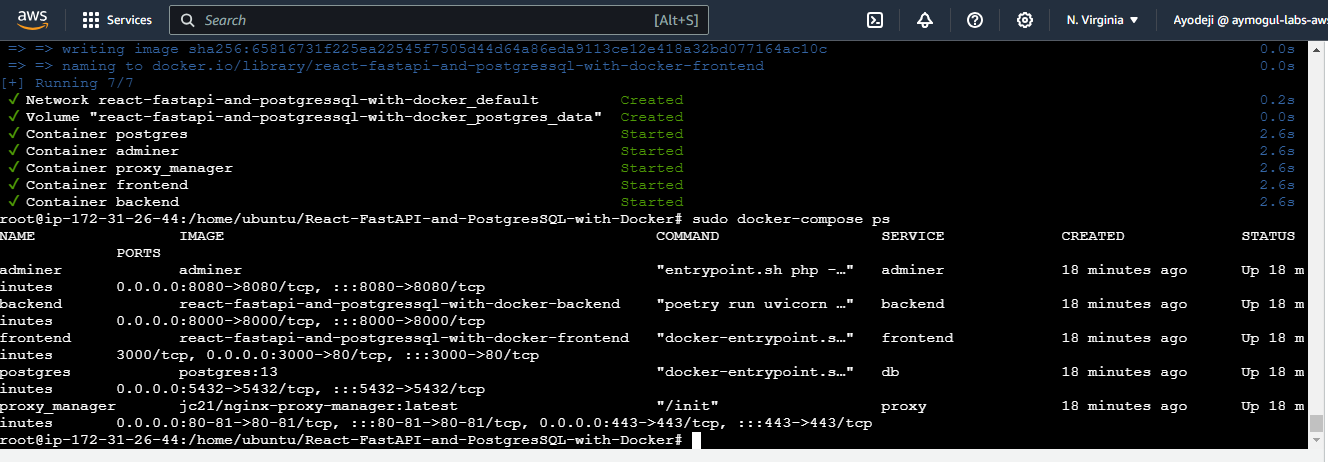 aws Services Search [Alt+S] N. Virginia ▼ Ayodeji @ aymogul-labs-aws
=> => writing image sha256:65816731f225ea22545f7505d44d64a86eda9113ce12e418a32bd077164ac10c 0.0s
=> => naming to docker.io/library/react-fastapi-and-postgressql-with-docker-frontend 0.0s
[+] Running 7/7
✓ Network react-fastapi-and-postgressql-with-docker_default Created 0.2s
✓ Volume "react-fastapi-and-postgressql-with-docker_postgres_data" Created 0.0s
✓ Container postgres Started 2.6s
✓ Container adminer Started 2.6s
✓ Container proxy_manager Started 2.6s
✓ Container frontend Started 2.6s
✓ Container backend Started 2.6s
root@ip-172-31-26-44:/home/ubuntu/React-FastAPI-and-PostgresSQL-with-Docker# sudo docker-compose ps
NAME IMAGE COMMAND SERVICE CREATED STATUS
PORTS
adminer adminer "entrypoint.sh php -…" adminer 18 minutes ago Up 18 m
inutes 0.0.0.0:8080->8080/tcp, :::8080->8080/tcp
backend react-fastapi-and-postgressql-with-docker-backend "poetry run uvicorn …" backend 18 minutes ago Up 18 m
inutes 0.0.0.0:8000->8000/tcp, :::8000->8000/tcp
frontend react-fastapi-and-postgressql-with-docker-frontend "docker-entrypoint.s…" frontend 18 minutes ago Up 18 m
inutes 3000/tcp, 0.0.0.0:3000->80/tcp, :::3000->80/tcp
postgres postgres:13 "docker-entrypoint.s…" db 18 minutes ago Up 18 m
inutes 0.0.0.0:5432->5432/tcp, :::5432->5432/tcp
proxy_manager jc21/nginx-proxy-manager:latest "/init" proxy 18 minutes ago Up 18 m
inutes 0.0.0.0:80-81->80-81/tcp, :::80-81->80-81/tcp, 0.0.0.0:443->443/tcp, :::443->443/tcp
root@ip-172-31-26-44:/home/ubuntu/React-FastAPI-and-PostgresSQL-with-Docker#